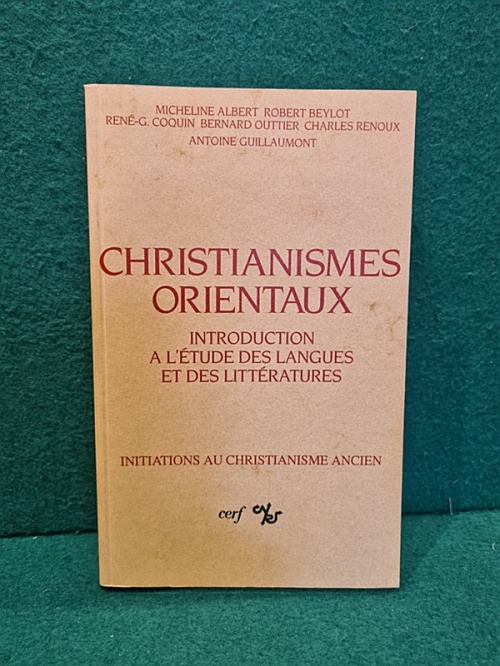 MICHELINE ALBERT ROBERT BEYLOT
RENÉ-G. COQUIN BERNARD OUTTIER CHARLES RENOUX
ANTOINE GUILLAUMONT
CHRISTIANISMES
ORIENTAUX
INTRODUCTION
A L'ÉTUDE DES LANGUES
ET DES LITTÉRATURES
INITIATIONS AU CHRISTIANISME ANCIEN
cerf